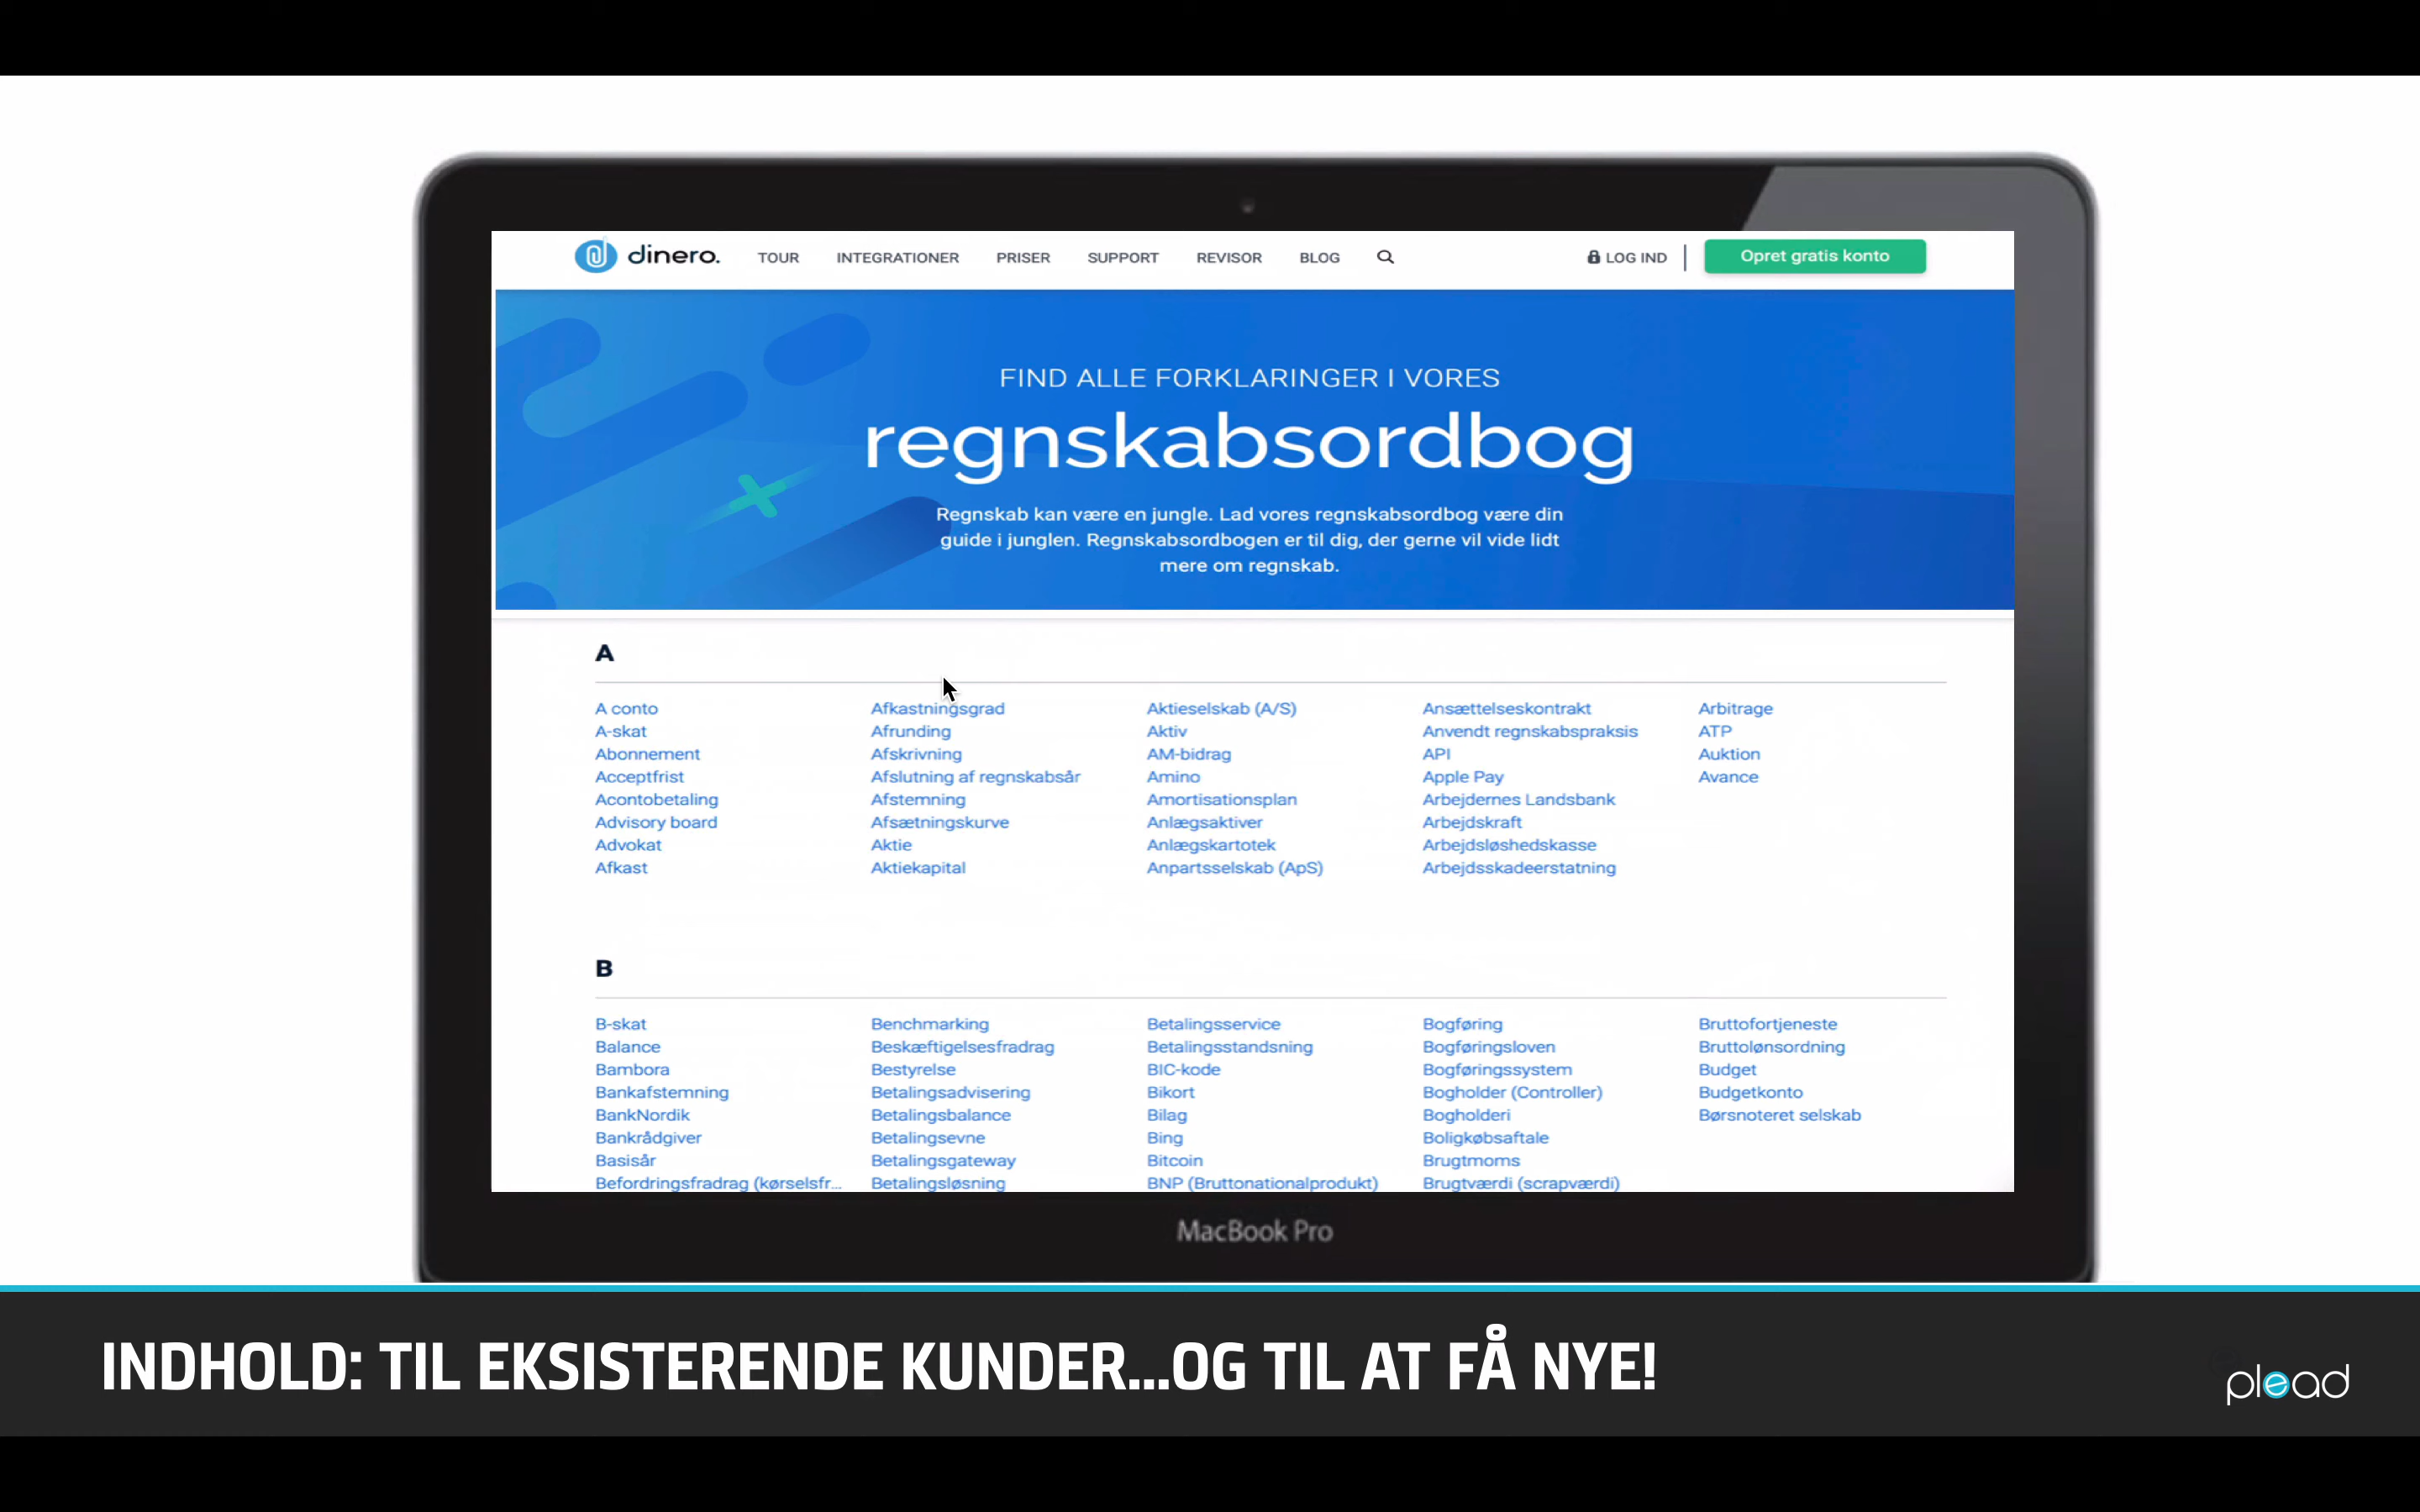 dinero. TOUR INTEGRATIONER PRISER SUPPORT REVISOR BLOG LOG IND Opret gratis konto
FIND ALLE FORKLARINGER I VORES
regnskabsordbog
Regnskab kan være en jungle. Lad vores regnskabsordbog være din
guide i junglen. Regnskabsordbogen er til dig, der gerne vil vide lidt
mere om regnskab.
A
A conto Afkastningsgrad Aktieselskab (A/S) Ansættelseskontrakt Arbitrage
A-skat Afrunding Aktiv Anvendt regnskabspraksis ATP
Abonnement Afskrivning AM-bidrag API Auktion
Acceptfrist Afslutning af regnskabsår Amino Apple Pay Avance
Acontobetaling Afstemning Amortisationsplan Arbejdernes Landsbank
Advisory board Afsætningskurve Anlægsaktiver Arbejdskraft
Advokat Aktie Anlægskartotek Arbejdsløshedskasse
Afkast Aktiekapital Anpartsselskab (ApS) Arbejdsskadeerstatning
B
B-skat Benchmarking Betalingsservice Bogføring Bruttofortjeneste
Balance Beskæftigelsesfradrag Betalingsstandsning Bogføringsloven Bruttolønsordning
Bambora Bestyrelse BIC-kode Bogføringssystem Budget
Bankafstemning Betalingsadvisering Bikort Bogholder (Controller) Budgetkonto
BankNordik Betalingsbalance Bilag Bogholderi Børsnoteret selskab
Bankrådgiver Betalingsevne Bing Boligkøbsaftale
Basisår Betalingsgateway Bitcoin Brugtmoms
Befordringsfradrag (kørselsfr... Betalingsløsning BNP (Bruttonationalprodukt) Brugtværdi (scrapværdi)
MacBook Pro
INDHOLD: TIL EKSISTERENDE KUNDER...OG TIL AT FÅ NYE!
plead